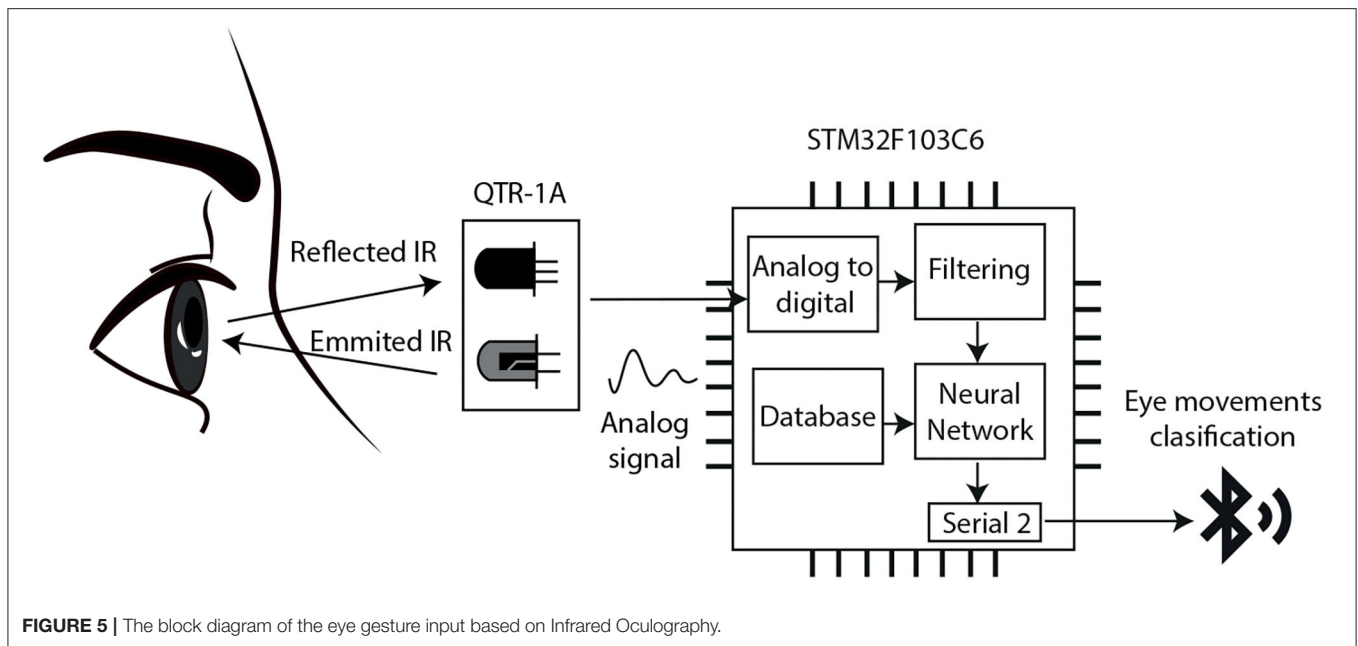 STM32F103C6
QTR-1A
Reflected IR
Emmited IR
Analog
signal
Analog to
digital
Filtering
Database
Neural
Network
Serial 2
Eye movements
clasification
FIGURE 5 | The block diagram of the eye gesture input based on Infrared Oculography.